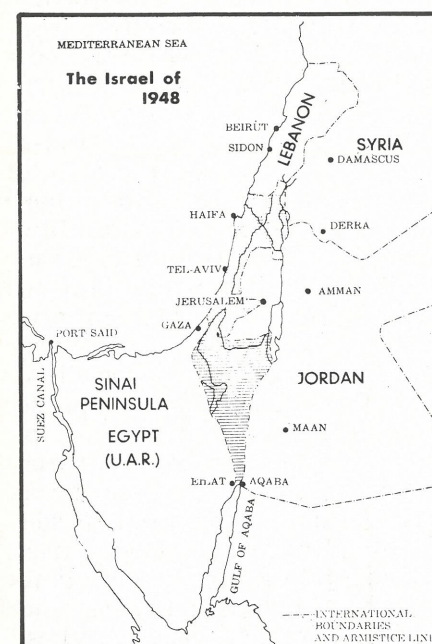 MEDITERRANEAN SEA
The Israel of
1948
BEIRUT
SIDON
LEBANON
SYRIA
DAMASCUS
HAIFA
DERRA
TEL-AVIV
JERUSALEM
AMMAN
GAZA
PORT SAID
SUEZ CANAL
SINAI
PENINSULA
EGYPT
(U.A.R.)
JORDAN
MAAN
EILAT
AQABA
GULF OF AQABA
INTERNATIONAL
BOUNDARIES
AND ARMISTICE LINE